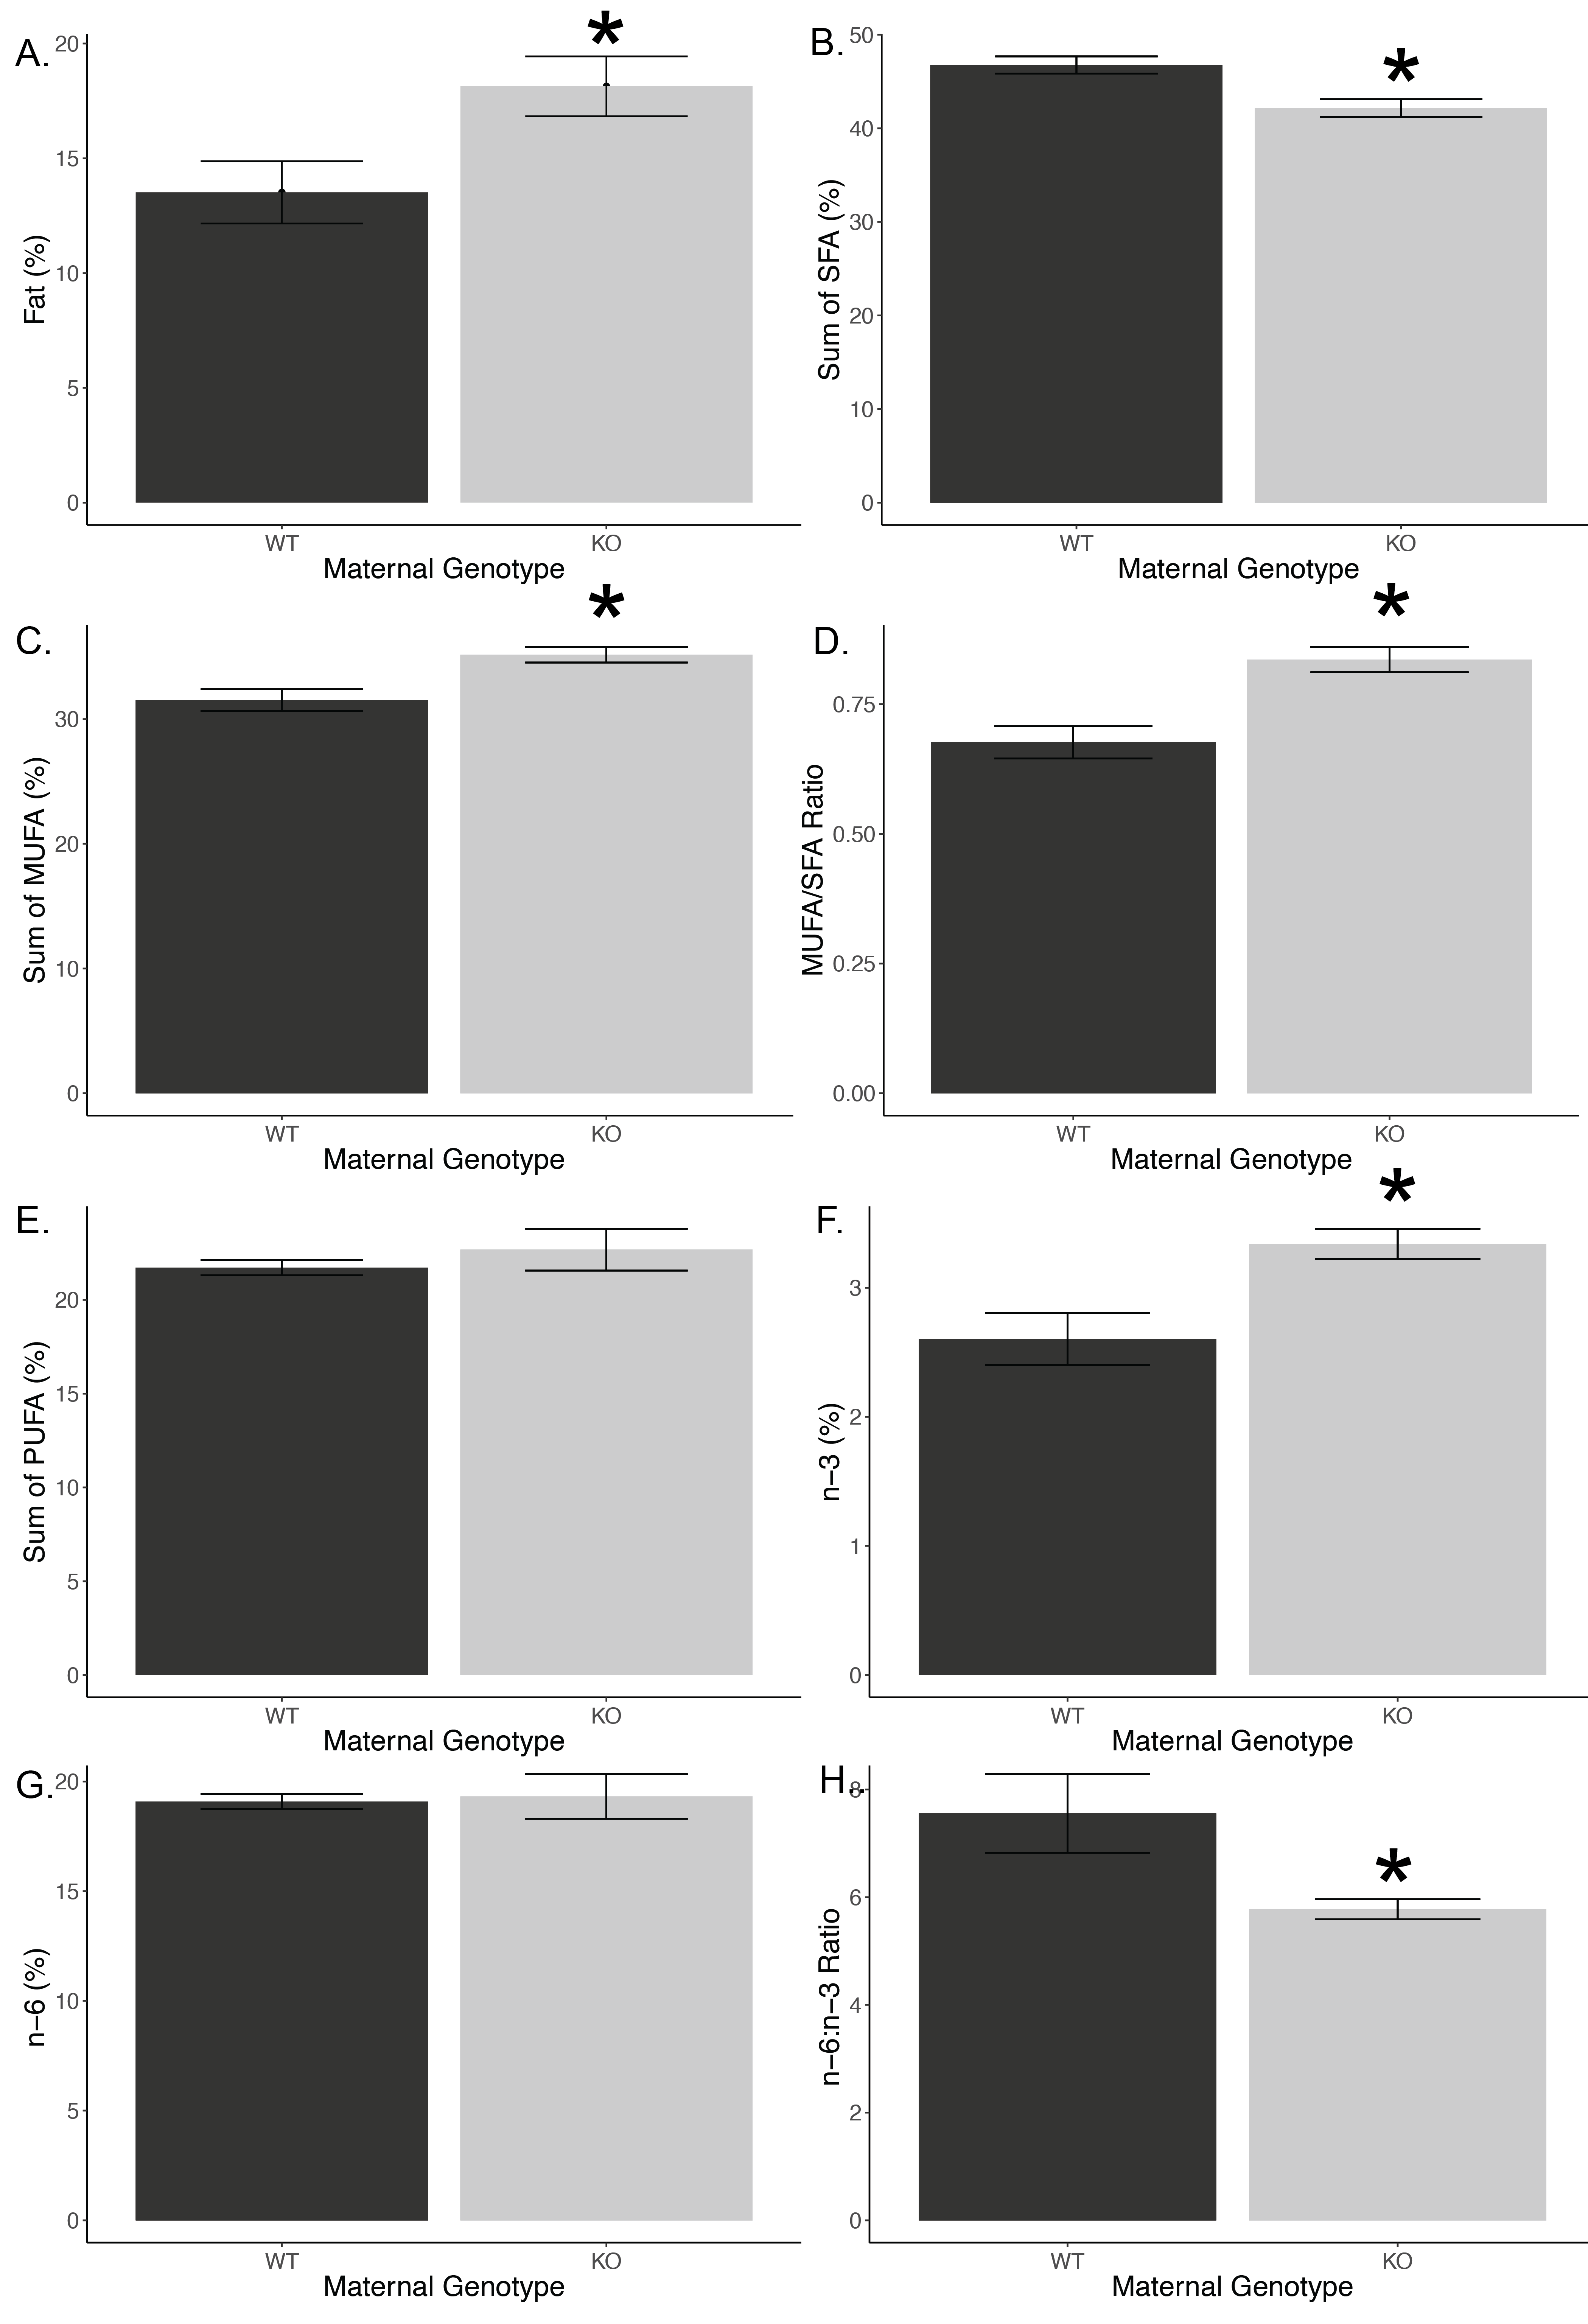 A.
20
15
10
5
0
Fat (%)
*
WT
KO
Maternal Genotype
B.
50
40
30
20
10
0
Sum of SFA (%)
*
WT
KO
Maternal Genotype
C.
30
20
10
0
Sum of MUFA (%)
*
WT
KO
Maternal Genotype
D.
0.75
0.50
0.25
0.00
MUFA/SFA Ratio
*
WT
KO
Maternal Genotype
E.
20
15
10
5
0
Sum of PUFA (%)
WT
KO
Maternal Genotype
F.
3
2
1
0
n−3 (%)
*
WT
KO
Maternal Genotype
G.
20
15
10
5
0
n−6 (%)
WT
KO
Maternal Genotype
H.
8
6
4
2
0
n−6:n−3 Ratio
*
WT
KO
Maternal Genotype